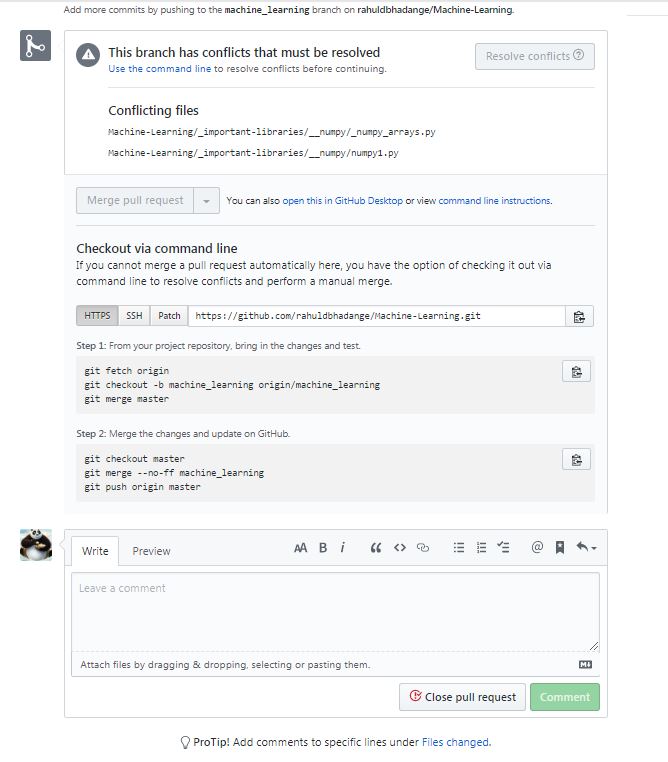 Add more commits by pushing to the machine_learning branch on rahuldbhadange/Machine-Learning.
This branch has conflicts that must be resolved
Use the command line to resolve conflicts before continuing.
Resolve conflicts
Conflicting files
Machine-Learning/_important-libraries/__numpy/_numpy_arrays.py
Machine-Learning/_important-libraries/__numpy/numpy1.py
Merge pull request
You can also open this in GitHub Desktop or view command line instructions.
Checkout via command line
If you cannot merge a pull request automatically here, you have the option of checking it out via
command line to resolve conflicts and perform a manual merge.
HTTPS SSH Patch https://github.com/rahuldbhadange/Machine-Learning.git
Step 1: From your project repository, bring in the changes and test.
git fetch origin
git checkout -b machine_learning origin/machine_learning
git merge master
Step 2: Merge the changes and update on GitHub.
git checkout master
git merge --no-ff machine_learning
git push origin master
Write Preview
AA B i “ <> @
Leave a comment
Attach files by dragging & dropping, selecting or pasting them.
M↓
Close pull request Comment
ProTip! Add comments to specific lines under Files changed.